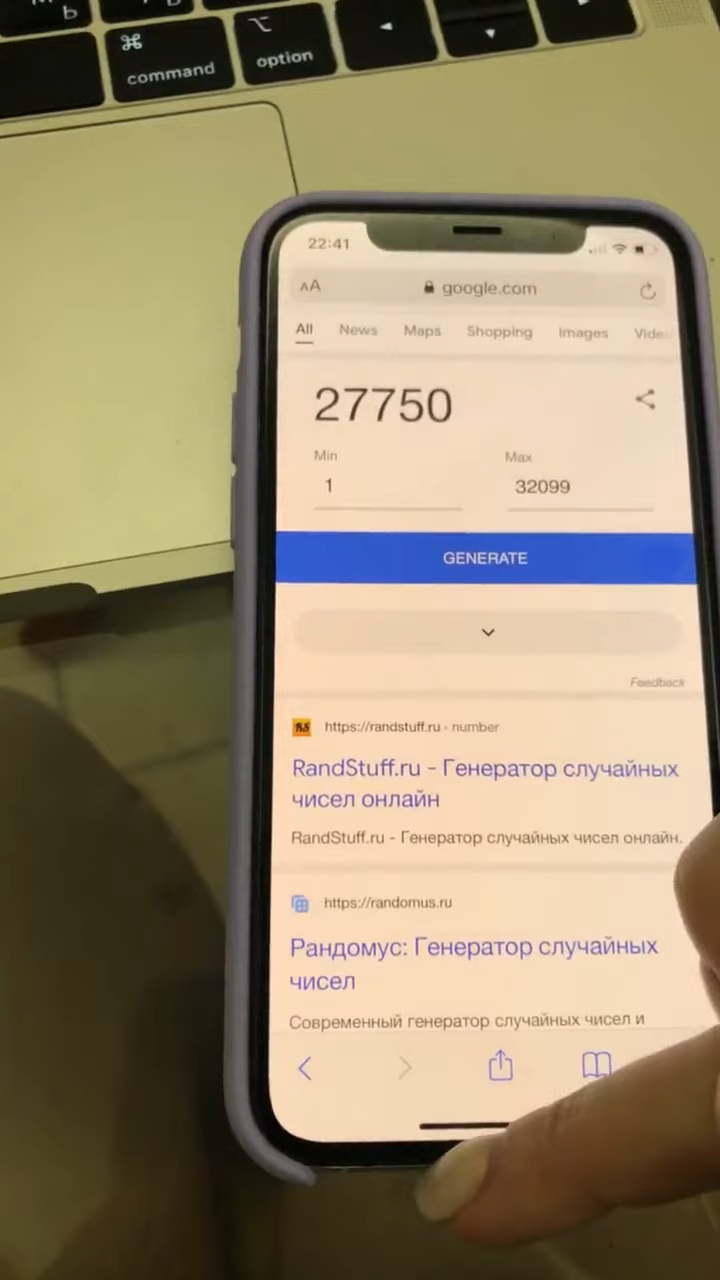 Б
⌘
command
⌥
option
22:41
AA
google.com
All News Maps Shopping Images Vide
27750
Min
Max
1
32099
GENERATE
Feedback
https://randstuff.ru › number
RandStuff.ru - Генератор случайных
чисел онлайн
RandStuff.ru - Генератор случайных чисел онлайн.
https://randomus.ru
Рандомус: Генератор случайных
чисел
Современный генератор случайных чисел и